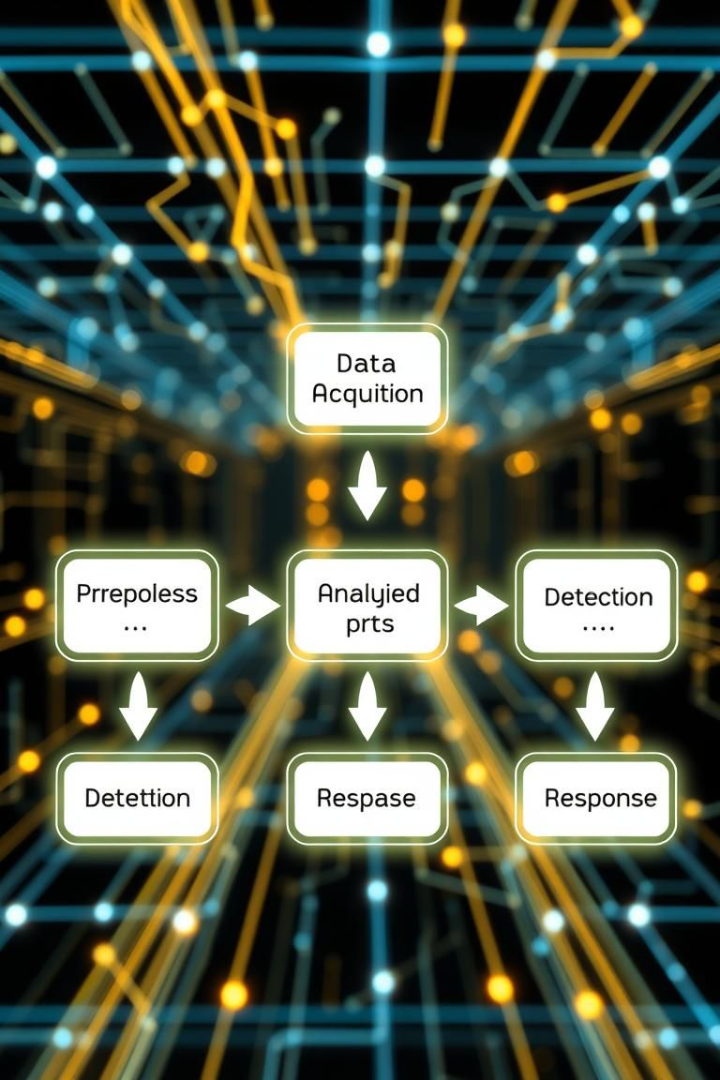 Data
Acquition
Prrepoless
...
Analyied
prts
Detection
....
Detettion
Respase
Response